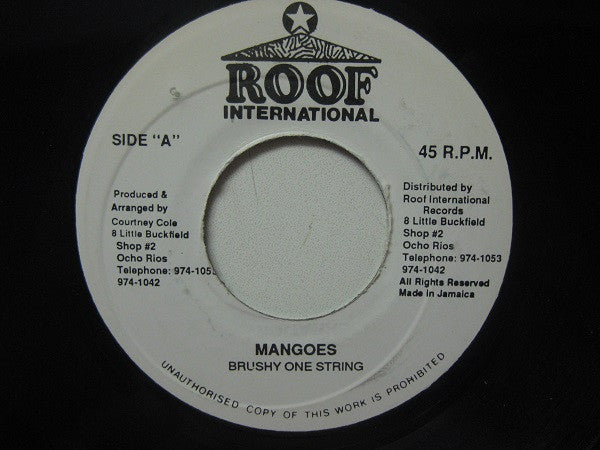 ROOF
INTERNATIONAL
SIDE "A"
45 R.P.M.
Produced &
Arranged by
Courtney Cole
8 Little Buckfield
Shop #2
Ocho Rios
Telephone: 974-1053
974-1042
Distributed by
Roof International
Records
8 Little Buckfield
Shop #2
Ocho Rios
Telephone: 974-1053
974-1042
All Rights Reserved
Made in Jamaica
MANGOES
BRUSHY ONE STRING
UNAUTHORISED COPY OF THIS WORK IS PROHIBITED